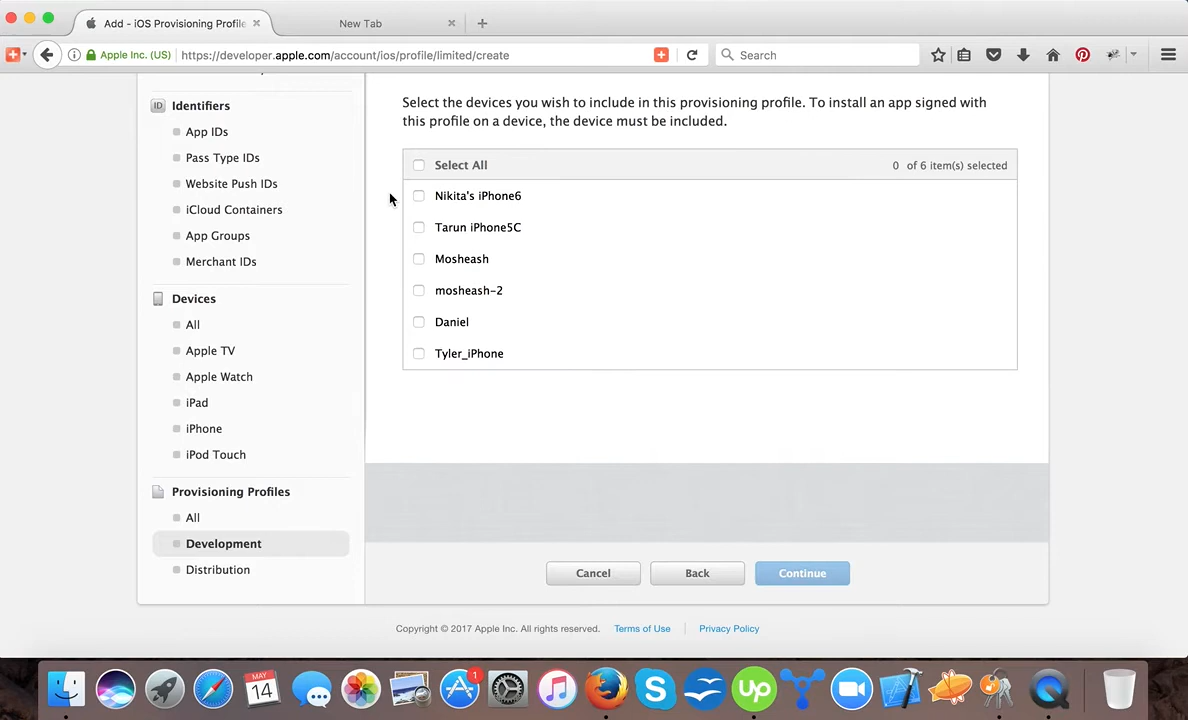 Add - iOS Provisioning Profile
New Tab
Apple Inc. (US)
https://developer.apple.com/account/ios/profile/limited/create
Search
ID Identifiers
App IDs
Pass Type IDs
Website Push IDs
iCloud Containers
App Groups
Merchant IDs
Devices
All
Apple TV
Apple Watch
iPad
iPhone
iPod Touch
Provisioning Profiles
All
Development
Distribution
Select the devices you wish to include in this provisioning profile. To install an app signed with
this profile on a device, the device must be included.
Select All
0 of 6 item(s) selected
Nikita's iPhone6
Tarun iPhone5C
Mosheash
mosheash-2
Daniel
Tyler_iPhone
Cancel
Back
Continue
Copyright © 2017 Apple Inc. All rights reserved.
Terms of Use
Privacy Policy
MAY
14
1
S
Up